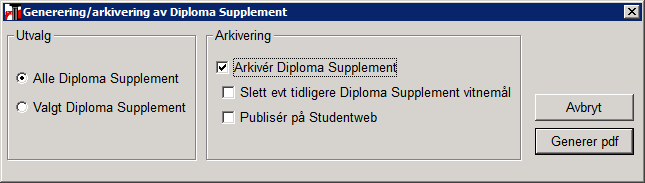 Generering/arkivering av Diploma Supplement
Utvalg
Alle Diploma Supplement
Valgt Diploma Supplement
Arkivering
Arkivér Diploma Supplement
Slett evt tidligere Diploma Supplement vitnemål
Publisér på Studentweb
Avbryt
Generer pdf